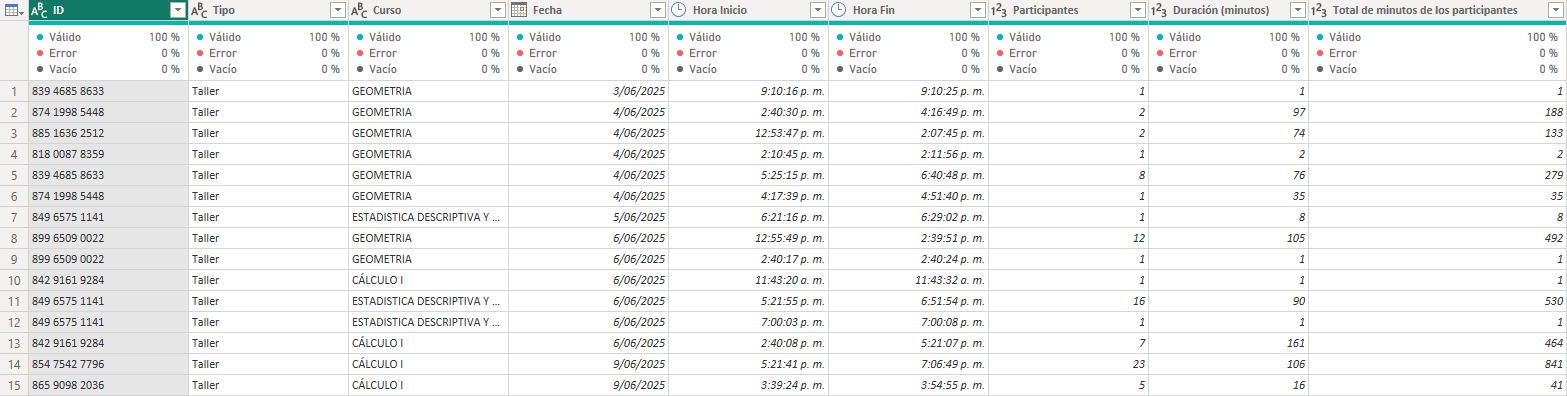 ID Tipo Curso Fecha Hora Inicio Hora Fin Participantes Duración (minutos) Total de minutos de los participantes
Válido 100 % Válido 100 % Válido 100 % Válido 100 % Válido 100 % Válido 100 % Válido 100 % Válido 100 % Válido 100 %
Error 0 % Error 0 % Error 0 % Error 0 % Error 0 % Error 0 % Error 0 % Error 0 % Error 0 %
Vacío 0 % Vacío 0 % Vacío 0 % Vacío 0 % Vacío 0 % Vacío 0 % Vacío 0 % Vacío 0 % Vacío 0 %
1 839 4685 8633 Taller GEOMETRIA 3/06/2025 9:10:16 p. m. 9:10:25 p. m. 1 1 1
2 874 1998 5448 Taller GEOMETRIA 4/06/2025 2:40:30 p. m. 4:16:49 p. m. 2 97 188
3 885 1636 2512 Taller GEOMETRIA 4/06/2025 12:53:47 p. m. 2:07:45 p. m. 2 74 133
4 818 0087 8359 Taller GEOMETRIA 4/06/2025 2:10:45 p. m. 2:11:56 p. m. 1 2 2
5 839 4685 8633 Taller GEOMETRIA 4/06/2025 5:25:15 p. m. 6:40:48 p. m. 8 76 279
6 874 1998 5448 Taller GEOMETRIA 4/06/2025 4:17:39 p. m. 4:51:40 p. m. 1 35 35
7 849 6575 1141 Taller ESTADISTICA DESCRIPTIVA Y ... 5/06/2025 6:21:16 p. m. 6:29:02 p. m. 1 8 8
8 899 6509 0022 Taller GEOMETRIA 6/06/2025 12:55:49 p. m. 2:39:51 p. m. 12 105 492
9 899 6509 0022 Taller GEOMETRIA 6/06/2025 2:40:17 p. m. 2:40:24 p. m. 1 1 1
10 842 9161 9284 Taller CÁLCULO I 6/06/2025 11:43:20 a. m. 11:43:32 a. m. 1 1 1
11 849 6575 1141 Taller ESTADISTICA DESCRIPTIVA Y ... 6/06/2025 5:21:55 p. m. 6:51:54 p. m. 16 90 530
12 849 6575 1141 Taller ESTADISTICA DESCRIPTIVA Y ... 6/06/2025 7:00:03 p. m. 7:00:08 p. m. 1 1 1
13 842 9161 9284 Taller CÁLCULO I 6/06/2025 2:40:08 p. m. 5:21:07 p. m. 7 161 464
14 854 7542 7796 Taller CÁLCULO I 9/06/2025 5:21:41 p. m. 7:06:49 p. m. 23 106 841
15 865 9098 2036 Taller CÁLCULO I 9/06/2025 3:39:24 p. m. 3:54:55 p. m. 5 16 41